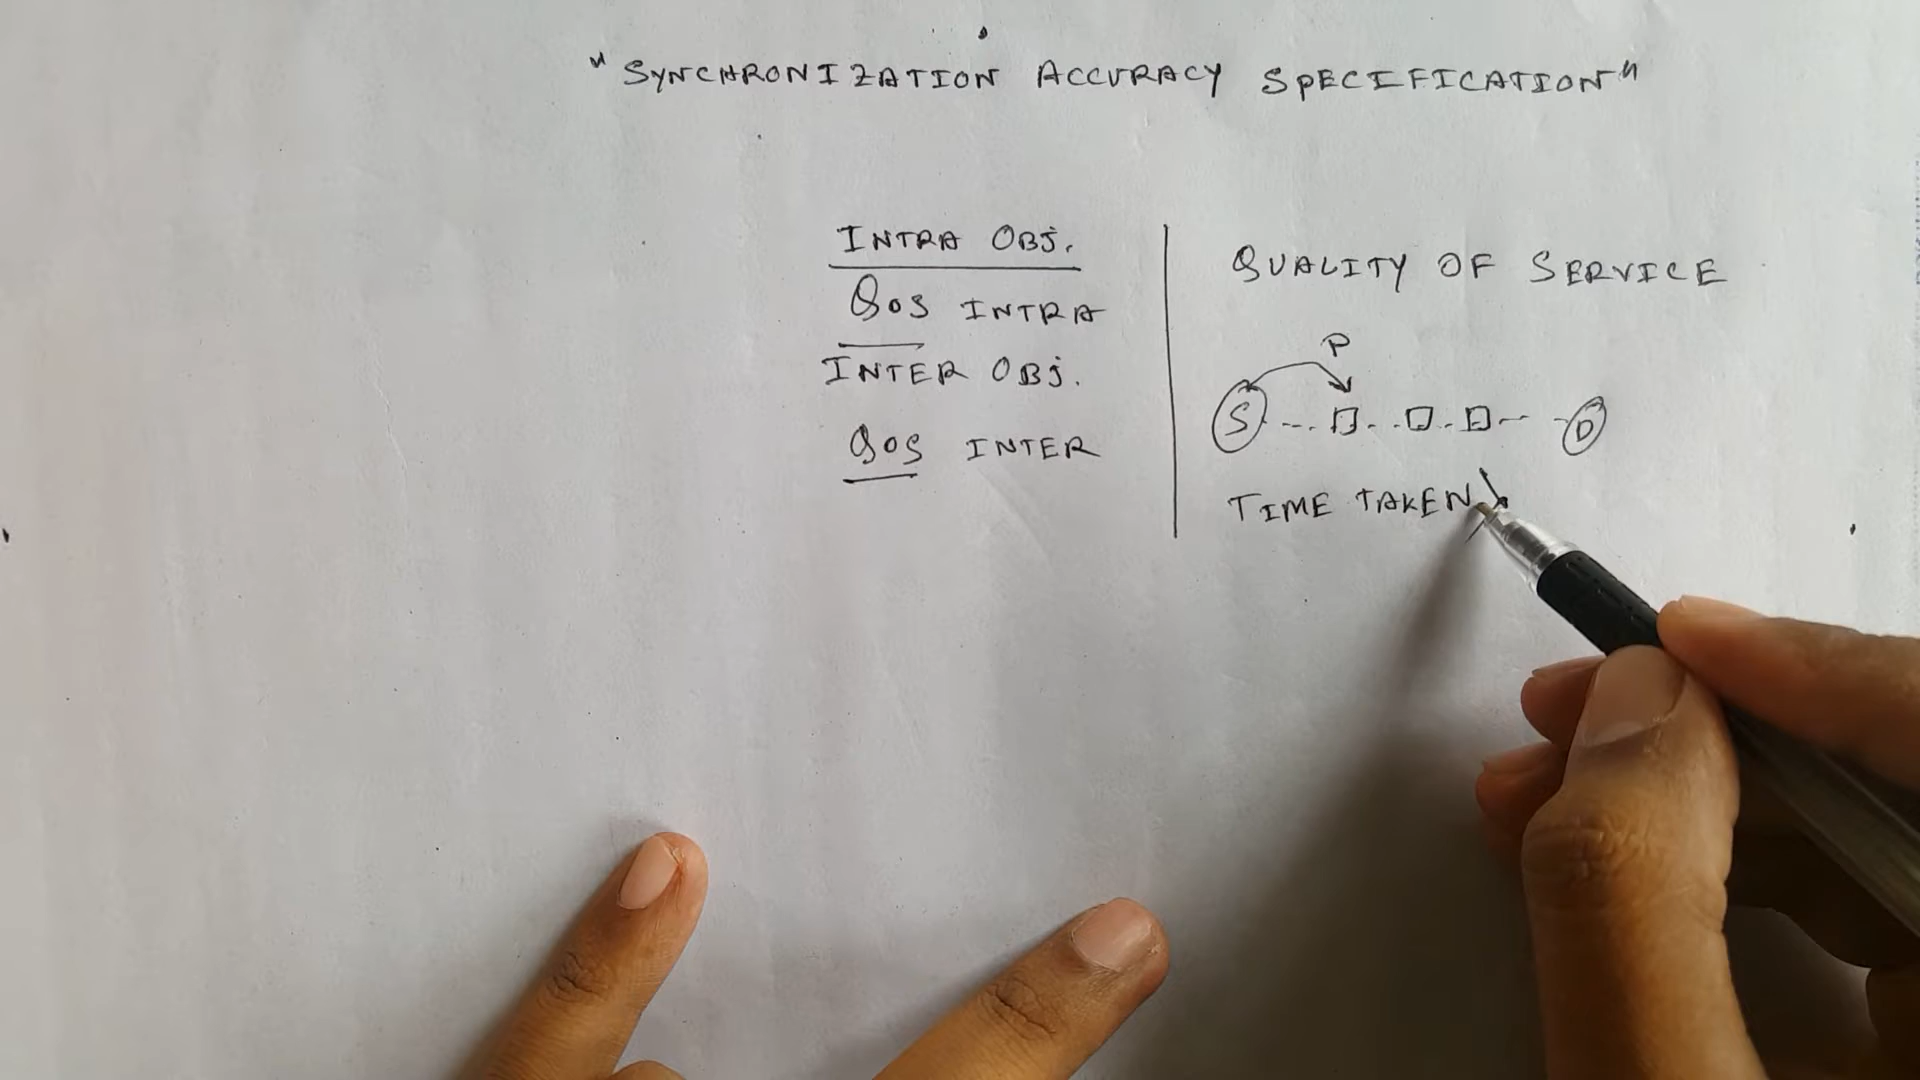 "SYNCHRONIZATION ACCURACY SPECIFICATION"
INTRA OBJ.
QOS INTRA
INTER OBJ.
QOS INTER
QUALITY OF SERVICE
P
S D
TIME TAKEN